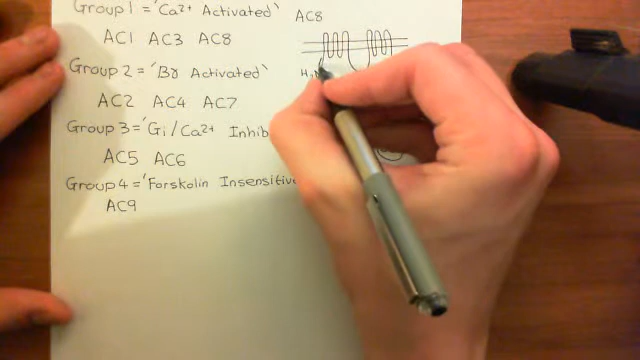 Group 1 = 'Ca²⁺ Activated'
AC8
AC1 AC3 AC8
Group 2 = 'Bγ Activated'
AC2 AC4 AC7
Group 3 = 'Gi/Ca²⁺ Inhib
AC5 AC6
Group 4 = 'Forskolin Insensitive
AC9